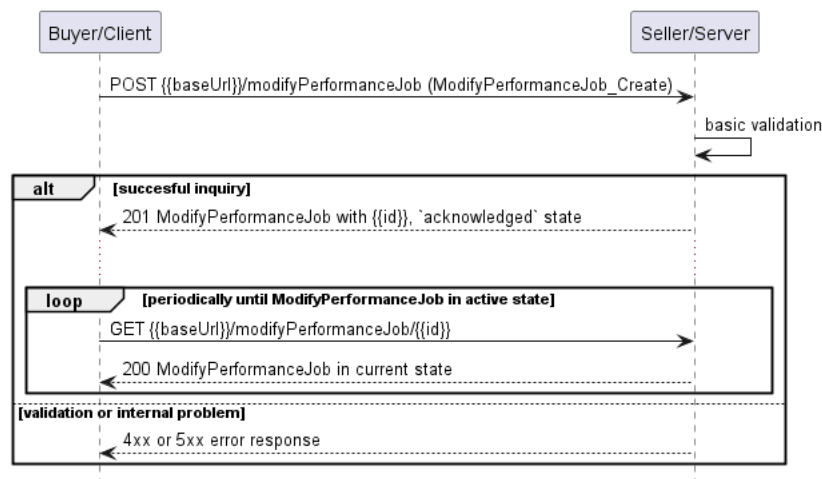 Buyer/Client
Seller/Server
POST {{baseUrl}}/modifyPerformanceJob (ModifyPerformanceJob_Create)
basic validation
alt
[succesful inquiry]
201 ModifyPerformanceJob with {{id}}, `acknowledged` state
loop
[periodically until ModifyPerformanceJob in active state]
GET {{baseUrl}}/modifyPerformanceJob/{{id}}
200 ModifyPerformanceJob in current state
[validation or internal problem]
4xx or 5xx error response